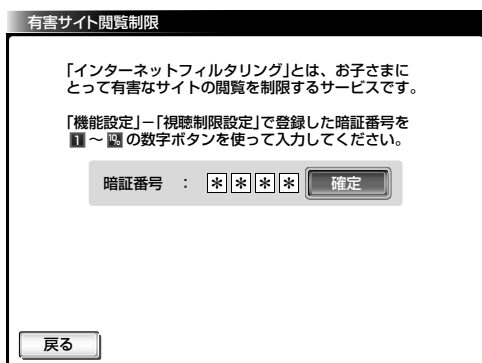 有害サイト閲覧制限
「インターネットフィルタリング」とは、お子さまに
とって有害なサイトの閲覧を制限するサービスです。
「機能設定」－「視聴制限設定」で登録した暗証番号を
1 ～ 10 の数字ボタンを使って入力してください。
暗証番号 ： ＊＊＊＊ 確定
戻る